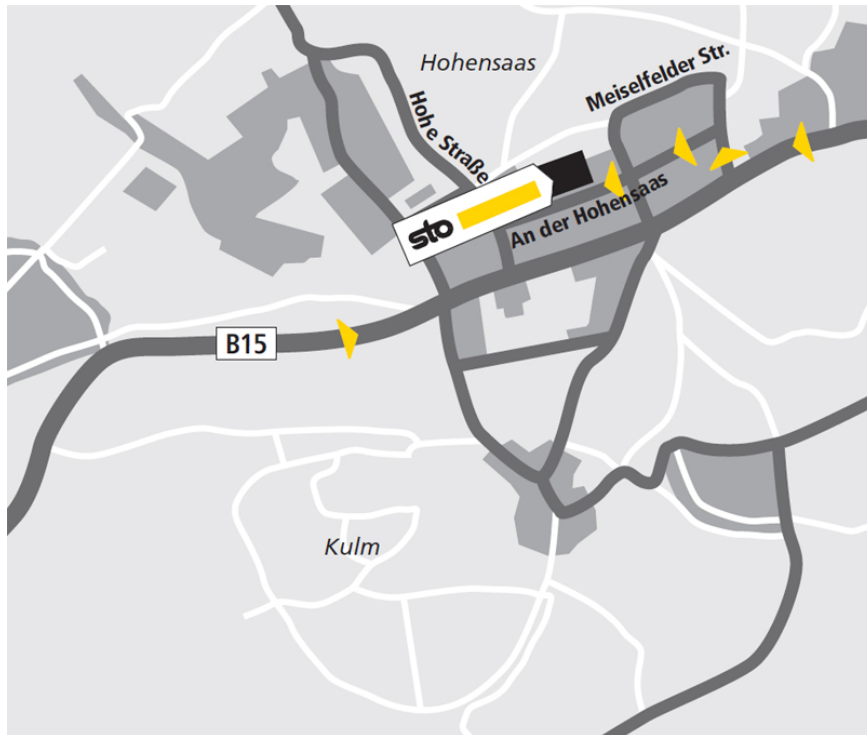 Hohensaas
Meiselfelder Str.
Hohe Straße
sto
An der Hohensaas
B15
Kulm